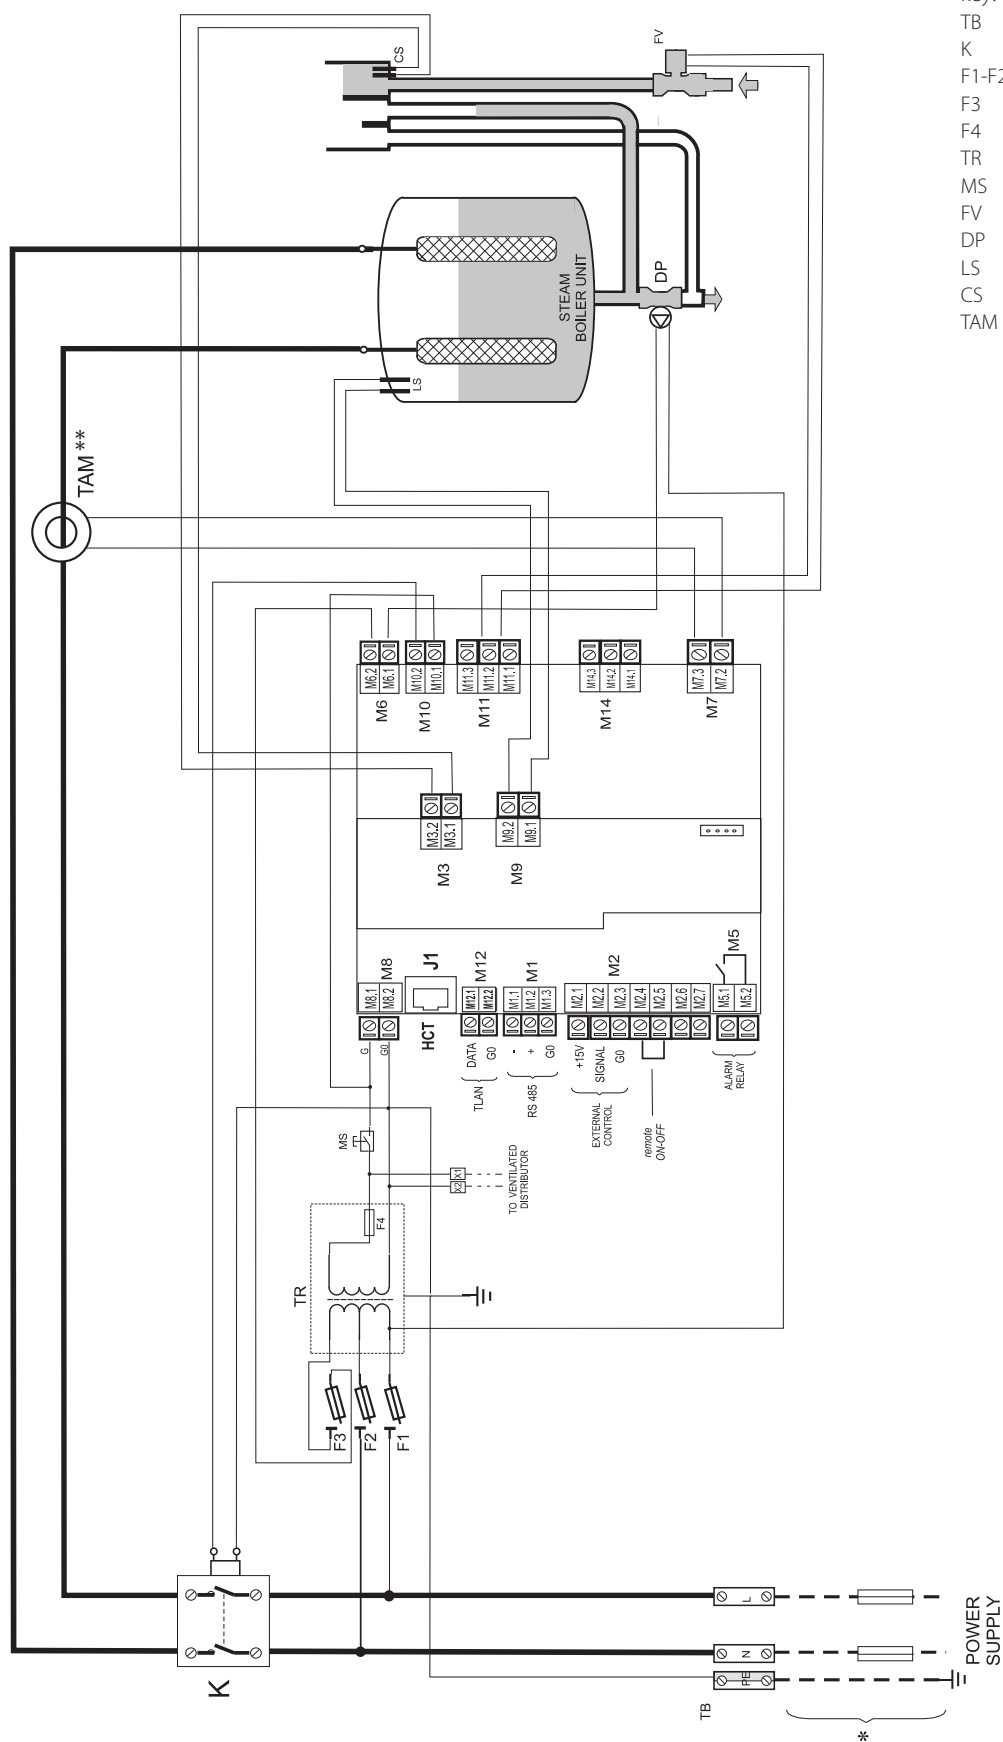 TB
K
F1-F2
F3
F4
TR
MS
FV
DP
LS
CS
TAM
CS
FV
STEAM
BOILER UNIT
DP
LS
TAM **
M6.2
M6.1
M6
M10.2
M10.1
M10
M11.3
M11.2
M11.1
M11
M14.3
M14.2
M14.1
M14
M7.3
M7.2
M7
M3.2
M3.1
M3
M9.2
M9.1
M9
M8.1
M8.2
M8
J1
HCT
M12.1
M12.2
M12
M1.1
M1.2
M1.3
M1
M2.1
M2.2
M2.3
M2.4
M2.5
M2.6
M2.7
M2
M5.1
M5.2
M5
G
G0
DATA
G0
TLAN
-
+
G0
RS 485
+15V
SIGNAL
G0
EXTERNAL
CONTROL
remote
ON-OFF
ALARM
RELAY
MS
X1
X2
TO VENTILATED
DISTRIBUTOR
F4
TR
F3
F2
F1
K
L
N
PE
TB
POWER
SUPPLY
*